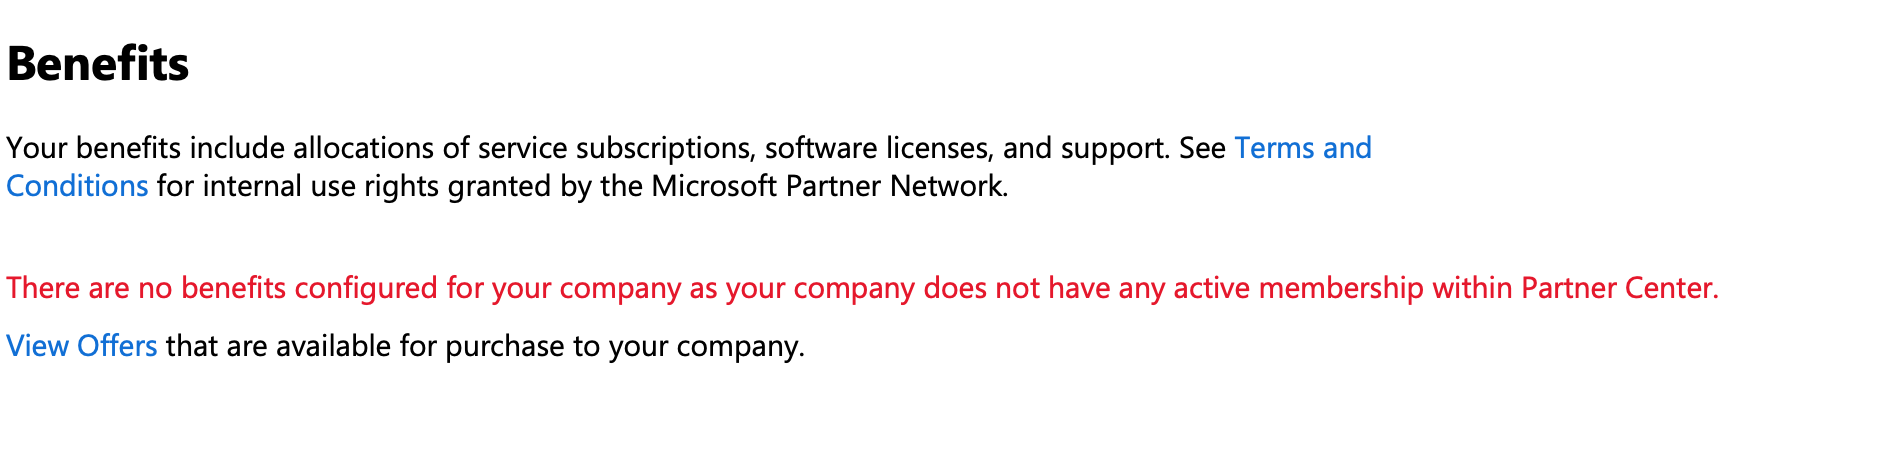 Benefits
Your benefits include allocations of service subscriptions, software licenses, and support. See Terms and
Conditions for internal use rights granted by the Microsoft Partner Network.
There are no benefits configured for your company as your company does not have any active membership within Partner Center.
View Offers that are available for purchase to your company.